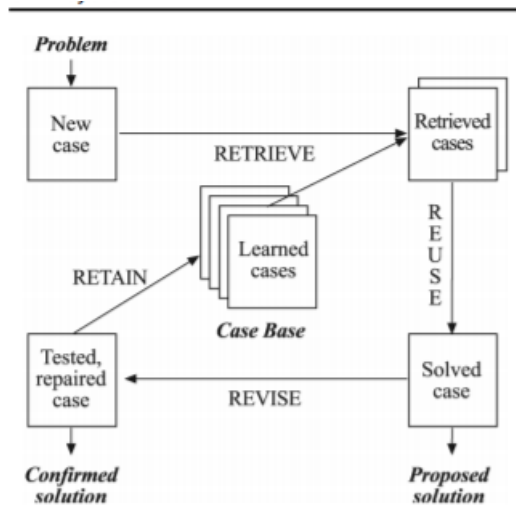 Problem
New
case
RETRIEVE
Retrieved
cases
Learned
cases
Case Base
RETAIN
REUSE
Tested,
repaired
case
REVISE
Solved
case
Confirmed
solution
Proposed
solution